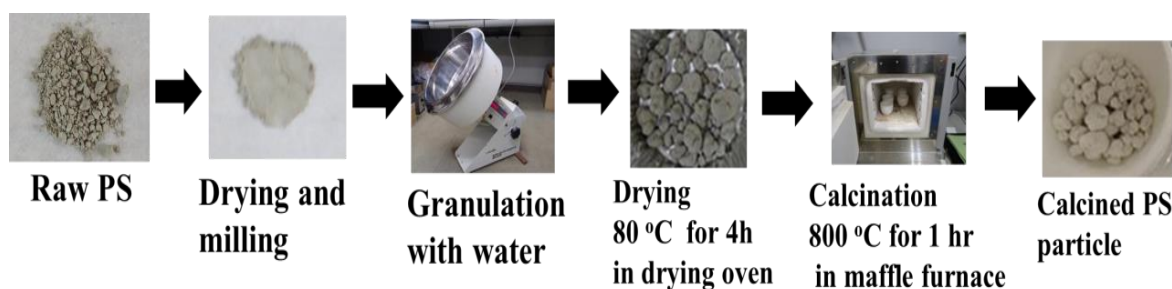 Raw PS
Drying and
milling
Granulation
with water
Drying
80 °C for 4h
in drying oven
Calcination
800 °C for 1 hr
in maffle furnace
Calcined PS
particle